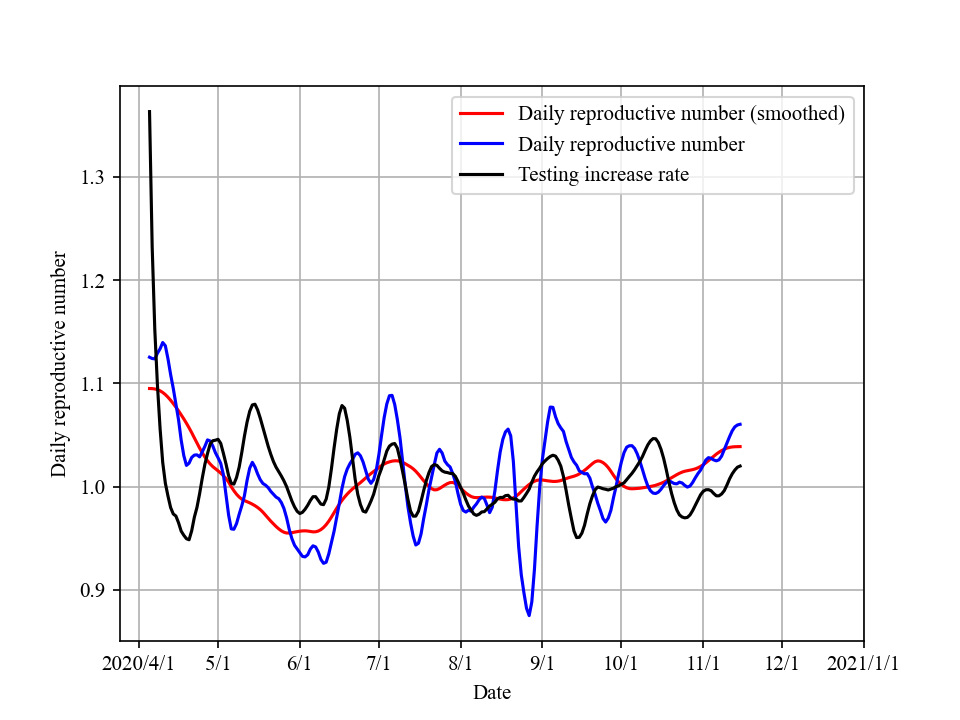 Daily reproductive number (smoothed)
Daily reproductive number
Testing increase rate
Daily reproductive number
1.3
1.2
1.1
1.0
0.9
2020/4/1 5/1 6/1 7/1 8/1 9/1 10/1 11/1 12/1 2021/1/1
Date